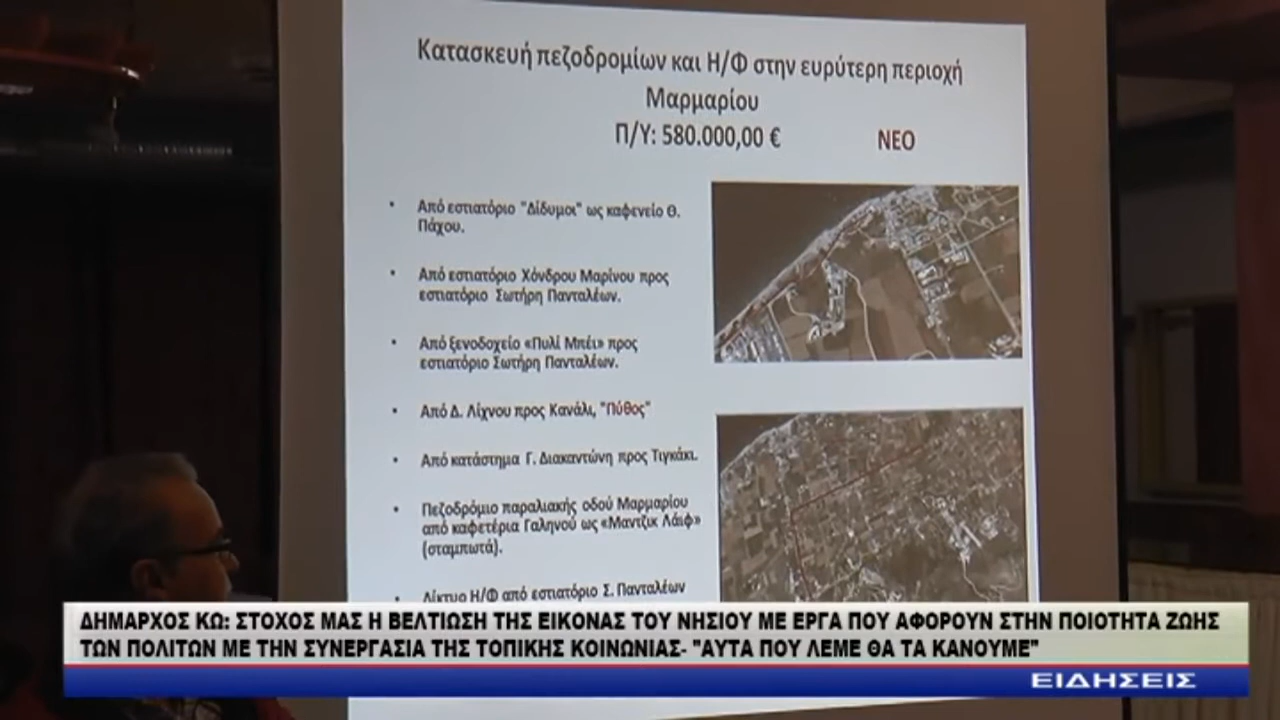 Κατασκευή πεζοδρομίων και Η/Φ στην ευρύτερη περιοχή
Μαρμαρίου
Π/Υ: 580.000,00 €
ΝΕΟ
• Από εστιατόριο "Δίδυμοι" ως καφενείο Θ.
Πάχου.
• Από εστιατόριο Χόνδρου Μαρίνου προς
εστιατόριο Σωτήρη Πανταλέων.
• Από ξενοδοχείο «Πυλί Μπέι» προς
εστιατόριο Σωτήρη Πανταλέων.
• Από Δ. Λίχνου προς Κανάλι, "Πύθος"
• Από κατάστημα Γ. Διακαντώνη προς Τιγκάκι.
• Πεζοδρόμιο παραλιακής οδού Μαρμαρίου
από καφετέρια Γαληνού ως «Μαντζικ Λάιφ»
(σταμπωτά).
• Δίκτυο Η/Φ από εστιατόριο Σ. Πανταλέων
ΔΗΜΑΡΧΟΣ ΚΩ: ΣΤΟΧΟΣ ΜΑΣ Η ΒΕΛΤΙΩΣΗ ΤΗΣ ΕΙΚΟΝΑΣ ΤΟΥ ΝΗΣΙΟΥ ΜΕ ΕΡΓΑ ΠΟΥ ΑΦΟΡΟΥΝ ΣΤΗΝ ΠΟΙΟΤΗΤΑ ΖΩΗΣ
ΤΩΝ ΠΟΛΙΤΩΝ ΜΕ ΤΗΝ ΣΥΝΕΡΓΑΣΙΑ ΤΗΣ ΤΟΠΙΚΗΣ ΚΟΙΝΩΝΙΑΣ- "ΑΥΤΑ ΠΟΥ ΛΕΜΕ ΘΑ ΤΑ ΚΑΝΟΥΜΕ"
ΕΙΔΗΣΕΙΣ